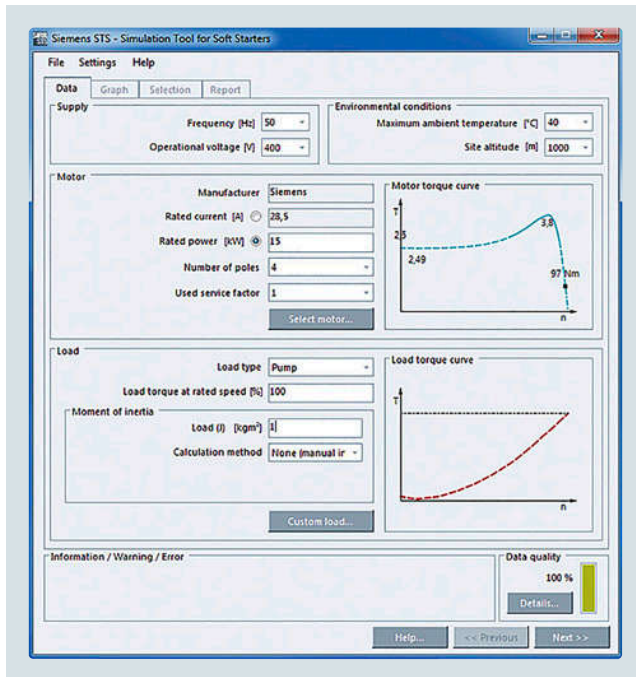 Siemens STS - Simulation Tool for Soft Starters
File Settings Help
Data Graph Selection Report
Supply
Frequency [Hz] 50
Operational voltage [V] 400
Environmental conditions
Maximum ambient temperature [°C] 40
Site altitude [m] 1000
Motor
Manufacturer Siemens
Rated current [A] 28,5
Rated power [kW] 15
Number of poles 4
Used service factor 1
Select motor...
Motor torque curve
T
3,8
2,5
2,49
97 Nm
n
Load
Load type Pump
Load torque at rated speed [%] 100
Moment of inertia
Load (J) [kgm²] 1
Calculation method None (manual ir
Custom load...
Load torque curve
T
n
Information / Warning / Error
Data quality
100 %
Details...
Help... << Previous Next >>